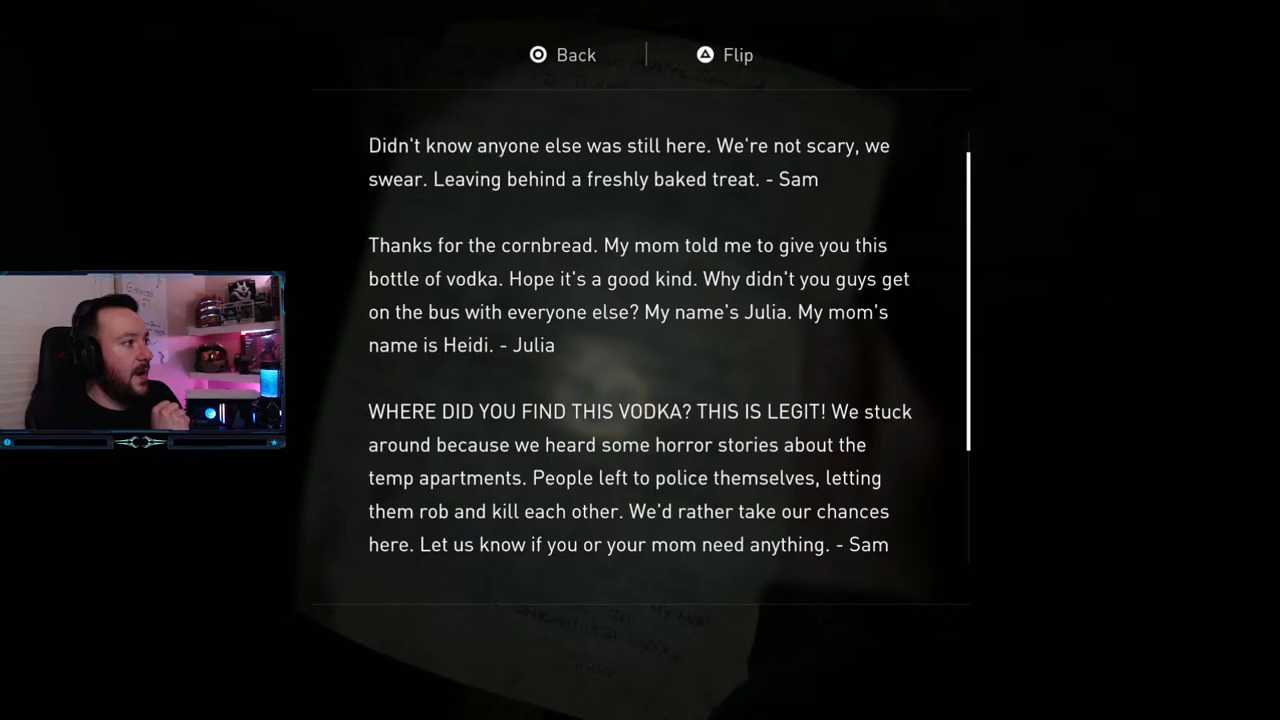 Back
Flip
Didn't know anyone else was still here. We're not scary, we
swear. Leaving behind a freshly baked treat. - Sam
Thanks for the cornbread. My mom told me to give you this
bottle of vodka. Hope it's a good kind. Why didn't you guys get
on the bus with everyone else? My name's Julia. My mom's
name is Heidi. - Julia
WHERE DID YOU FIND THIS VODKA? THIS IS LEGIT! We stuck
around because we heard some horror stories about the
temp apartments. People left to police themselves, letting
them rob and kill each other. We'd rather take our chances
here. Let us know if you or your mom need anything. - Sam